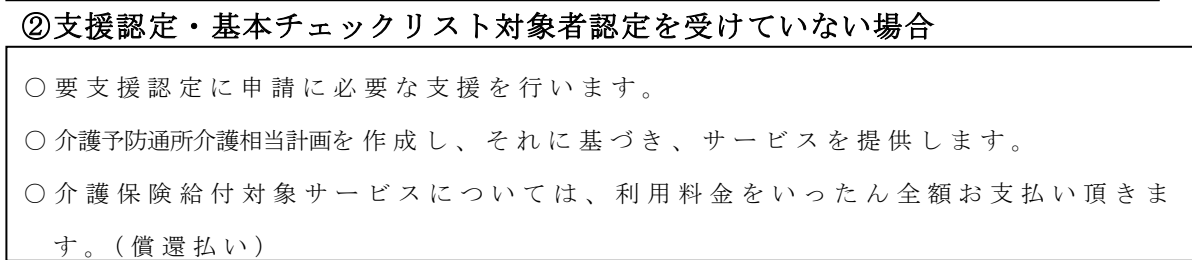 ②支援認定・基本チェックリスト対象者認定を受けていない場合
○要支援認定に申請に必要な支援を行います。
○介護予防通所介護相当計画を作成し、それに基づき、サービスを提供します。
○介護保険給付対象サービスについては、利用料金をいったん全額お支払い頂きま
す。(償還払い)